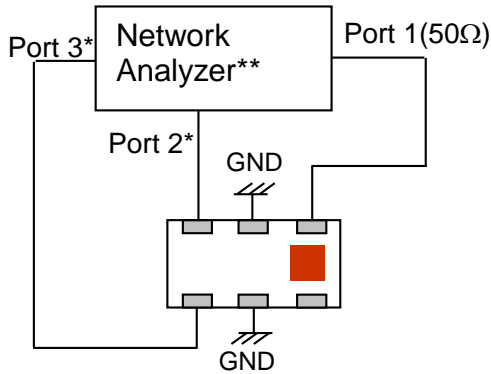 Port 3*
Network
Analyzer**
Port 1(50Ω)
Port 2*
GND
GND